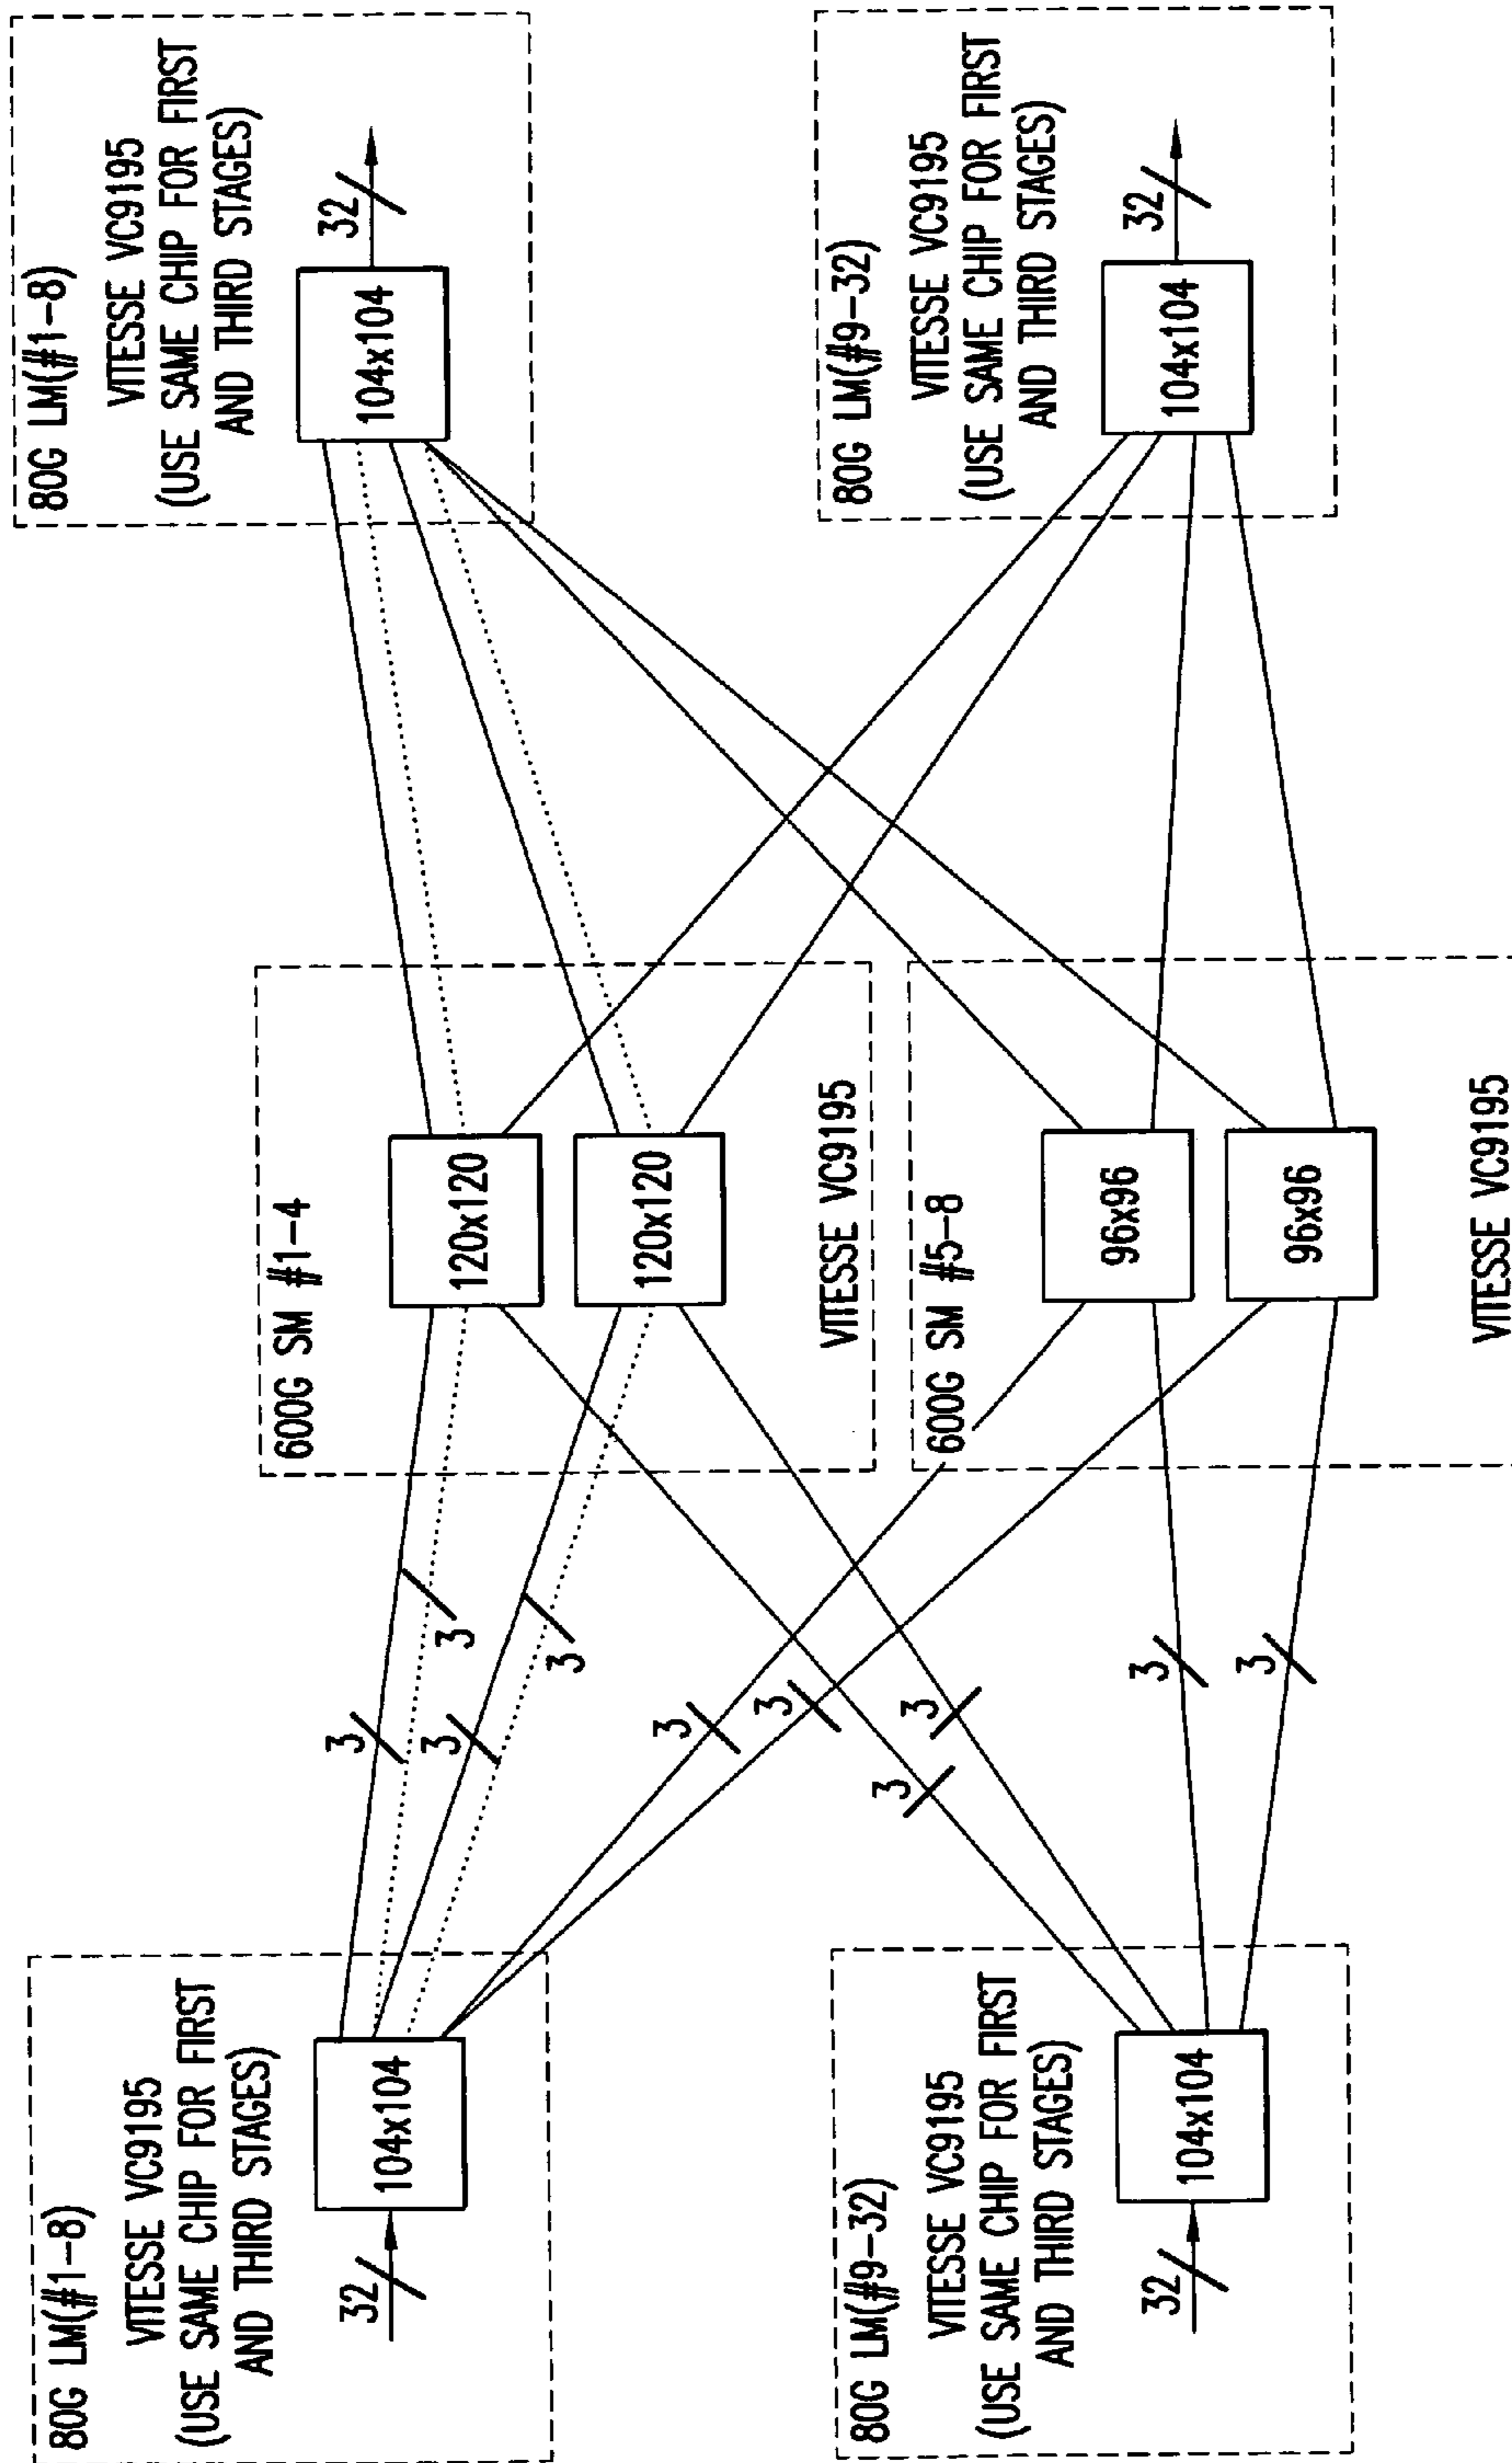 80G LM(#1-8)
VITESSE VC9195
(USE SAME CHIP FOR FIRST
AND THIRD STAGES)
32
104x104
80G LM(#9-32)
VITESSE VC9195
(USE SAME CHIP FOR FIRST
AND THIRD STAGES)
32
104x104
3
3
3
3
3
3
3
3
3
3
600G SM #1-4
120x120
120x120
VITESSE VC9195
600G SM #5-8
96x96
96x96
VITESSE VC9195
80G LM(#1-8)
VITESSE VC9195
(USE SAME CHIP FOR FIRST
AND THIRD STAGES)
104x104
32
80G LM(#9-32)
VITESSE VC9195
(USE SAME CHIP FOR FIRST
AND THIRD STAGES)
104x104
32